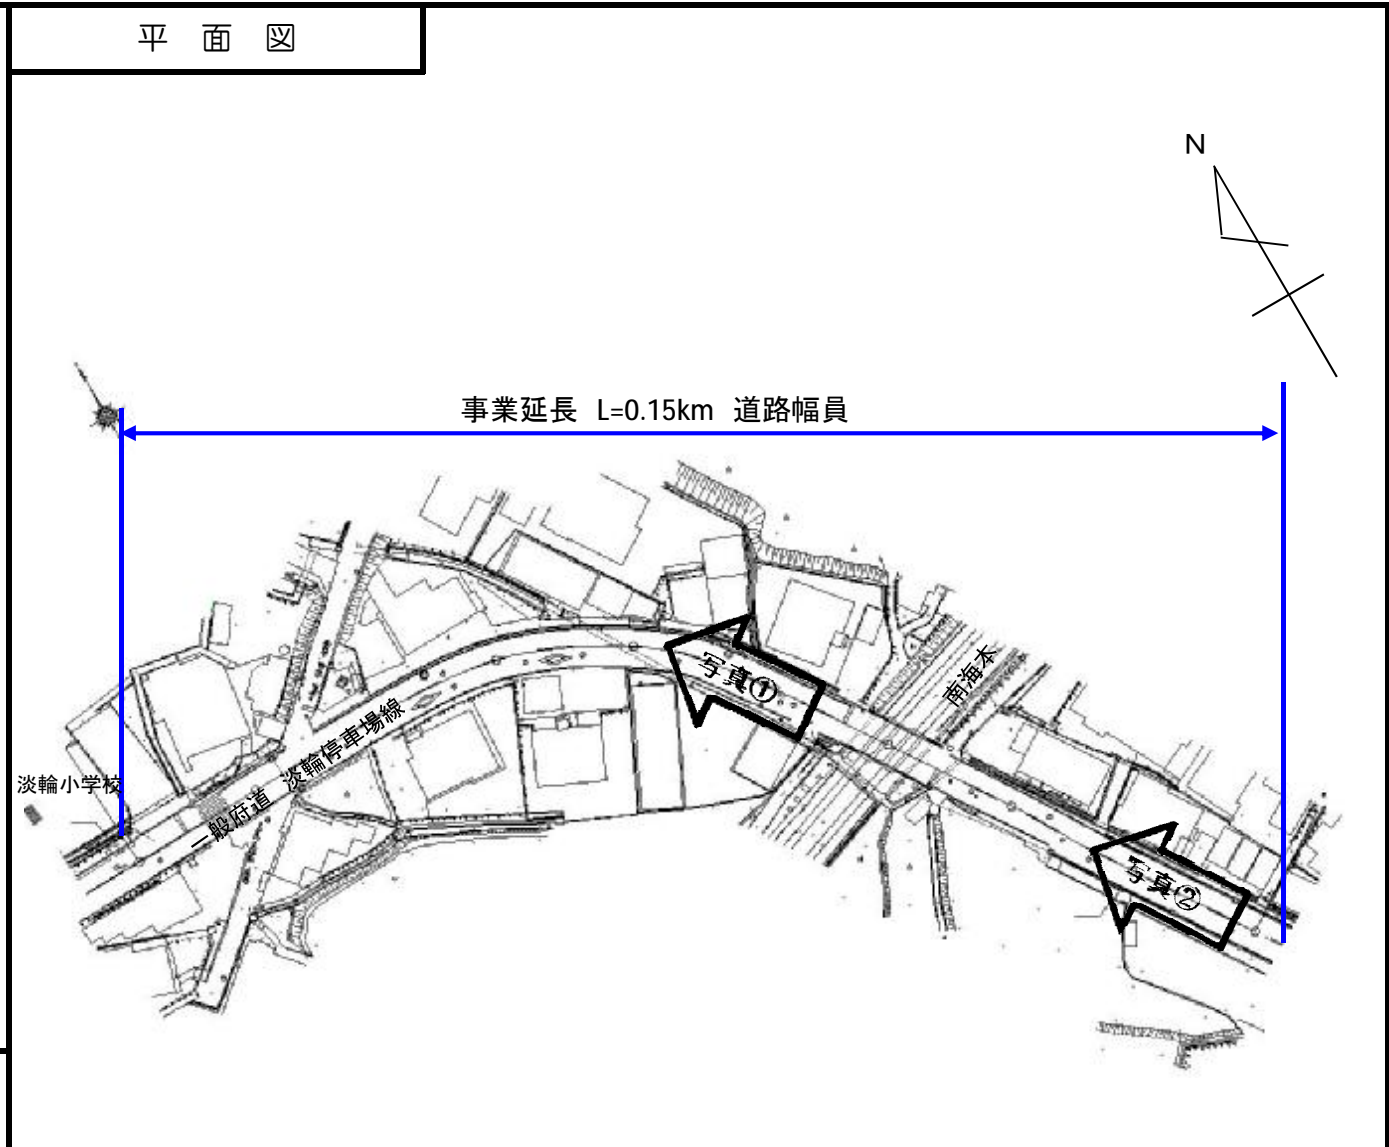 平 面 図
N
事業延長 L=0.15km 道路幅員
写真①
南海本
一般府道 淡輪停車場線
淡輪小学校
写真②